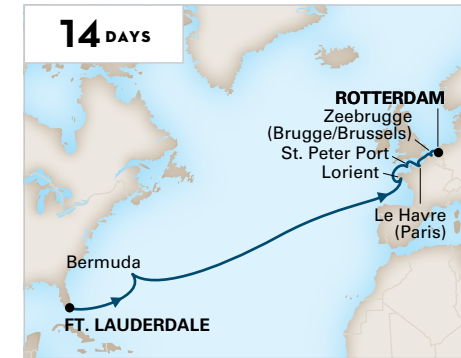 14 DAYS
ROTTERDAM
Zeebrugge
(Brugge/Brussels)
St. Peter Port
Lorient
Le Havre
(Paris)
Bermuda
FT. LAUDERDALE